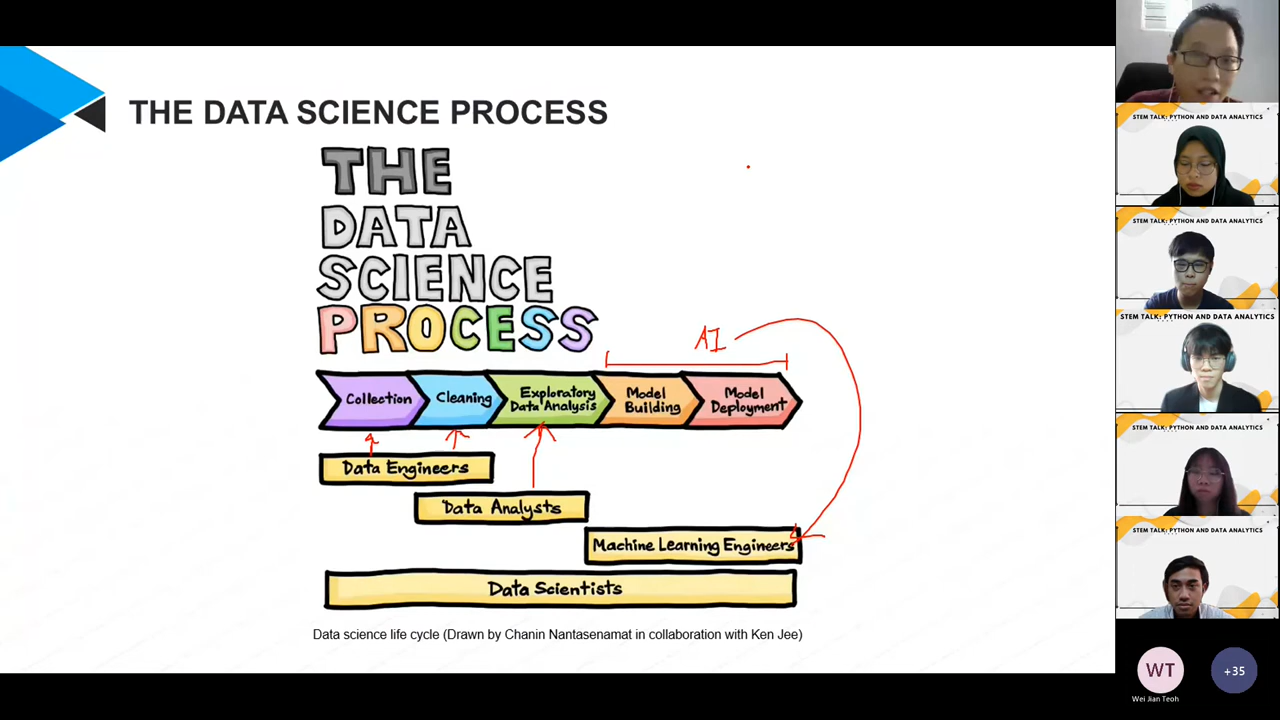 THE DATA SCIENCE PROCESS
THE
DATA
SCIENCE
PROCESS
AI
Collection
Cleaning
Exploratory
Data Analysis
Model
Building
Model
Deployment
Data Engineers
Data Analysts
Machine Learning Engineers
Data Scientists
Data science life cycle (Drawn by Chanin Nantasenamat in collaboration with Ken Jee)
STEM TALK: PYTHON AND DATA ANALYTICS
STEM TALK: PYTHON AND DATA ANALYTICS
STEM TALK: PYTHON AND DATA ANALYTICS
STEM TALK: PYTHON AND DATA ANALYTICS
STEM TALK: PYTHON AND DATA ANALYTICS
WT
Wei Jian Teoh
+35